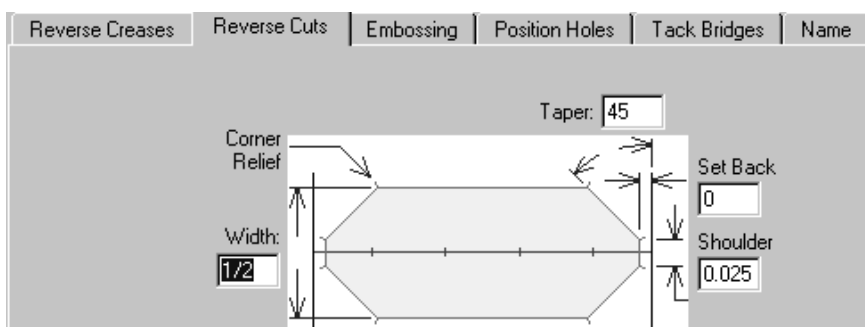 Reverse Creases Reverse Cuts Embossing Position Holes Tack Bridges Name
Taper: 45
Corner
Relief
Set Back
0
Width:
1/2
Shoulder
0.025